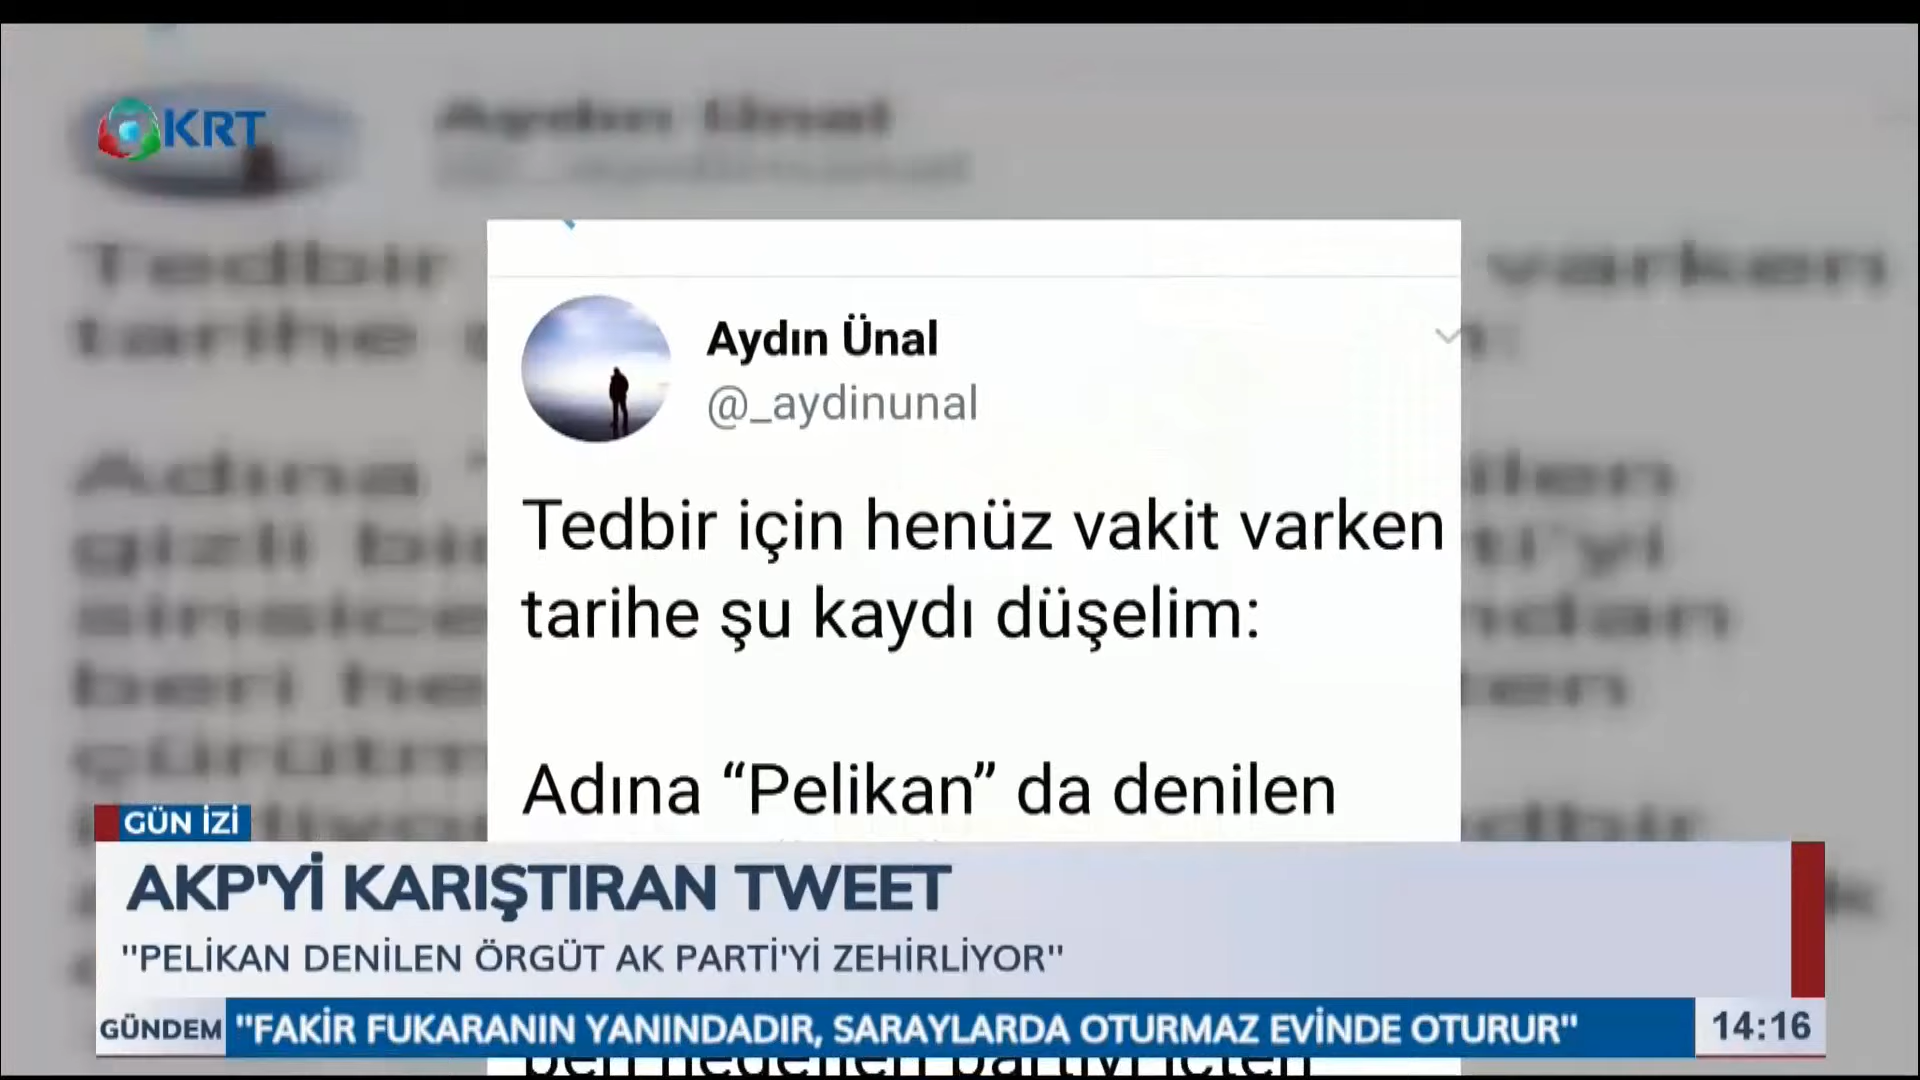 KRT
Aydın Ünal
@_aydinunal
Tedbir için henüz vakit varken
tarihe şu kaydı düşelim:
Adına “Pelikan” da denilen
GÜN İZİ
AKP'Yİ KARIŞTIRAN TWEET
"PELİKAN DENİLEN ÖRGÜT AK PARTİ'Yİ ZEHİRLİYOR"
GÜNDEM "FAKİR FUKARANIN YANINDADIR, SARAYLARDA OTURMAZ EVİNDE OTURUR" 14:16